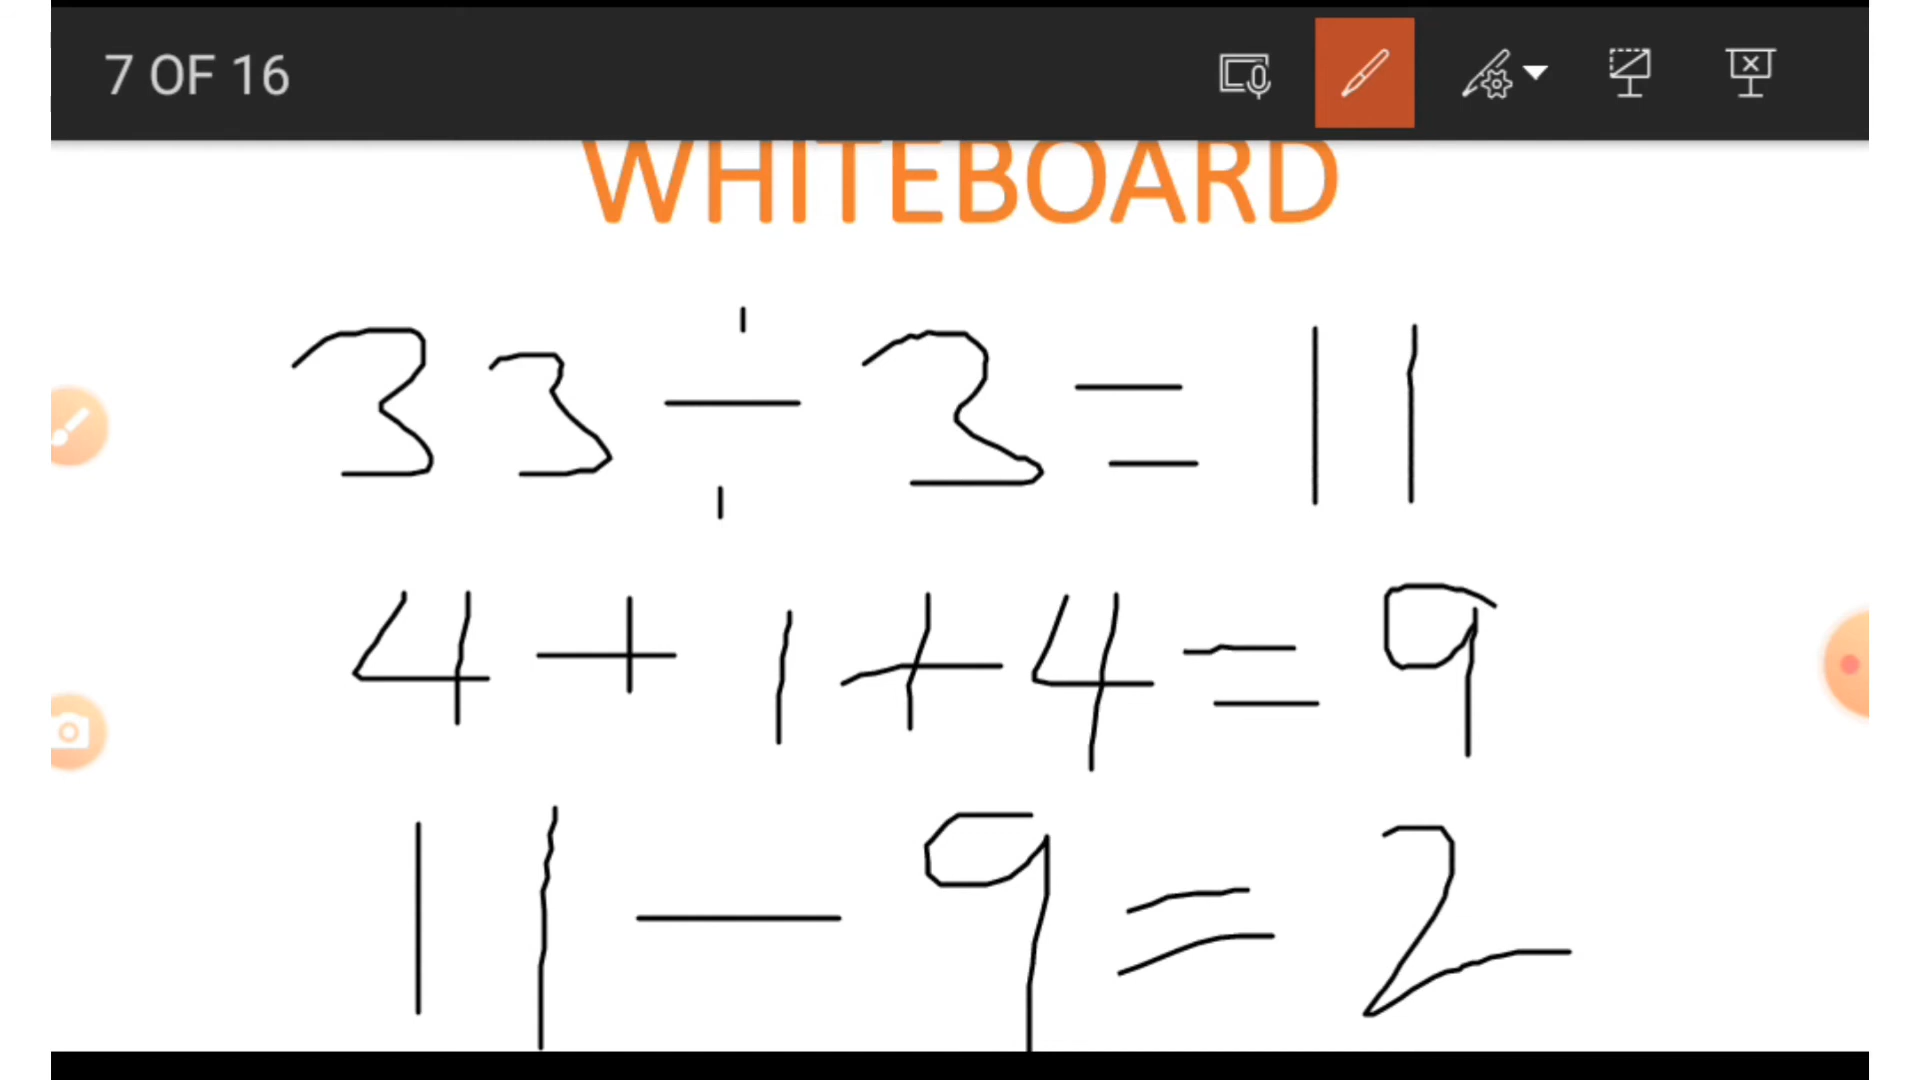 7 OF 16
WHITEBOARD
33 ÷ 3 = 11
4 + 1 + 4 = 9
11 - 9 = 2